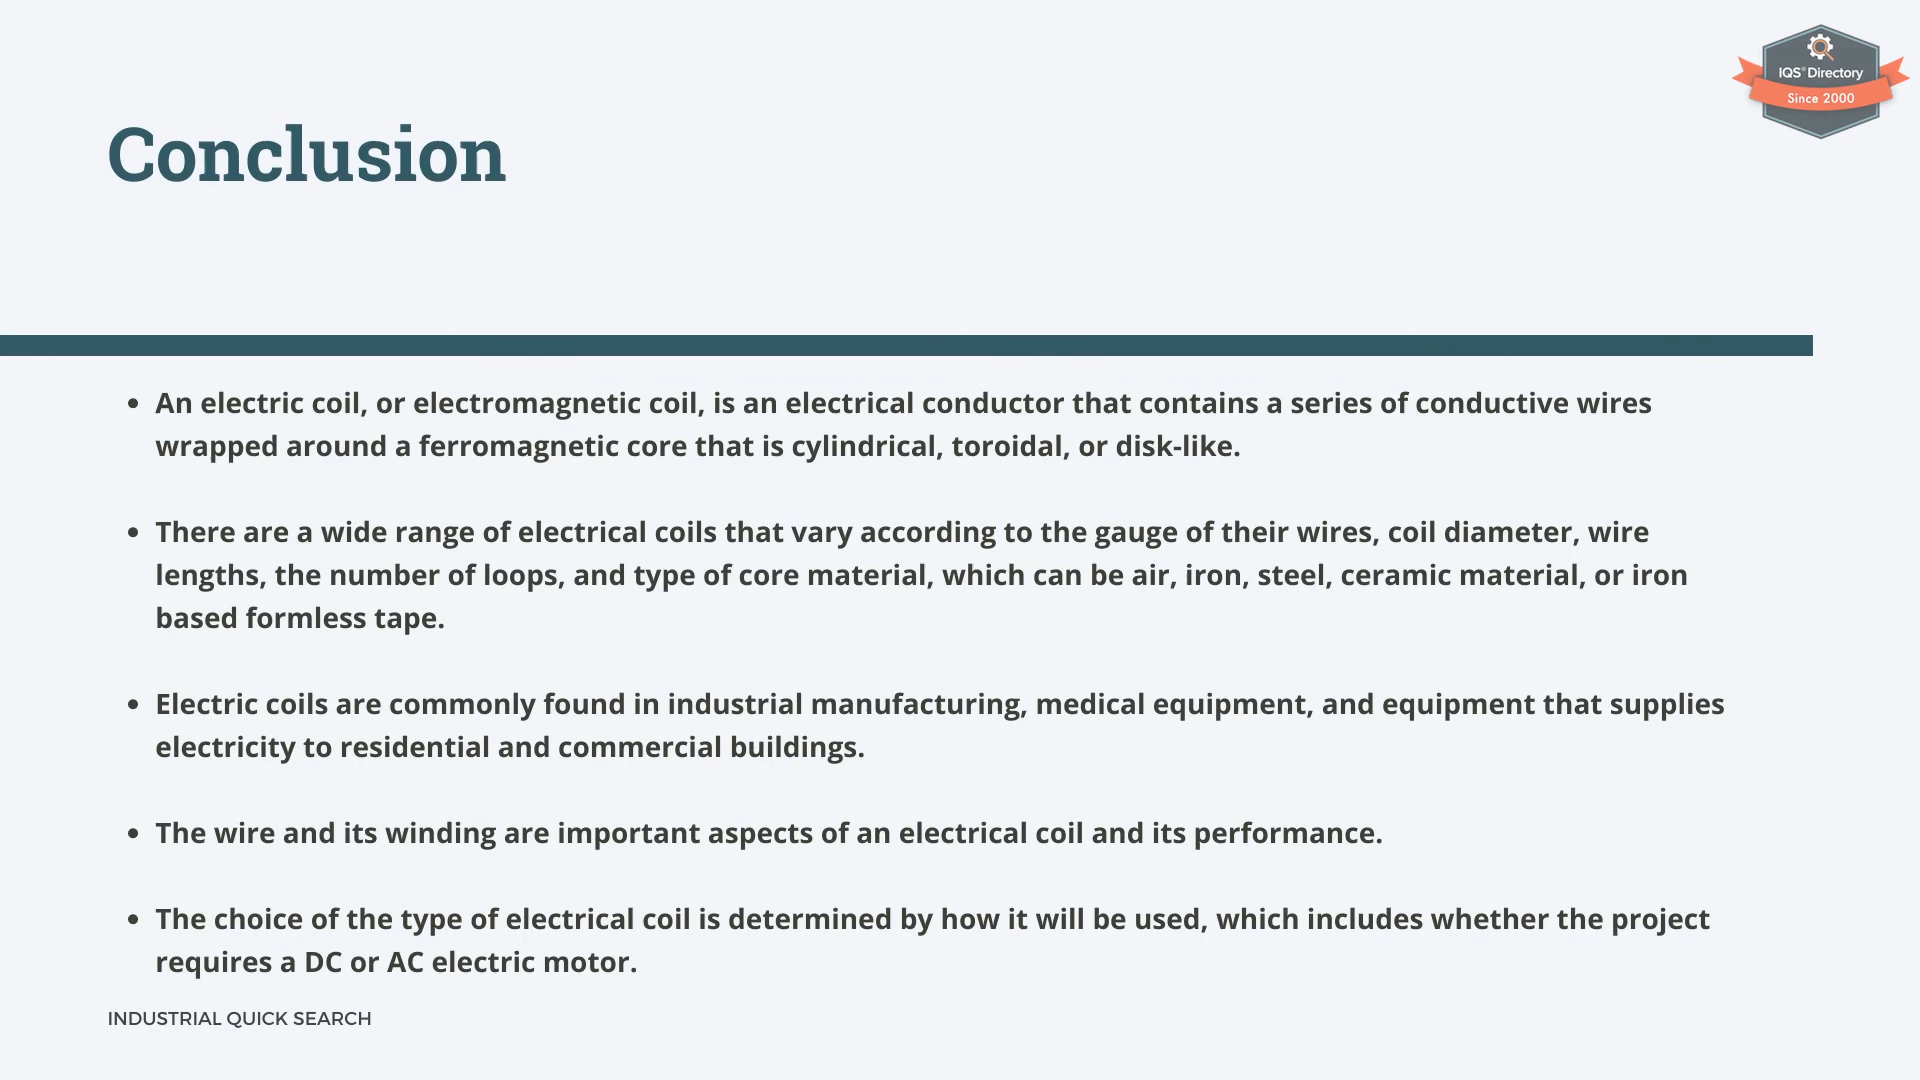 IQS® Directory
Since 2000
Conclusion
• An electric coil, or electromagnetic coil, is an electrical conductor that contains a series of conductive wires
wrapped around a ferromagnetic core that is cylindrical, toroidal, or disk-like.
• There are a wide range of electrical coils that vary according to the gauge of their wires, coil diameter, wire
lengths, the number of loops, and type of core material, which can be air, iron, steel, ceramic material, or iron
based formless tape.
• Electric coils are commonly found in industrial manufacturing, medical equipment, and equipment that supplies
electricity to residential and commercial buildings.
• The wire and its winding are important aspects of an electrical coil and its performance.
• The choice of the type of electrical coil is determined by how it will be used, which includes whether the project
requires a DC or AC electric motor.
INDUSTRIAL QUICK SEARCH